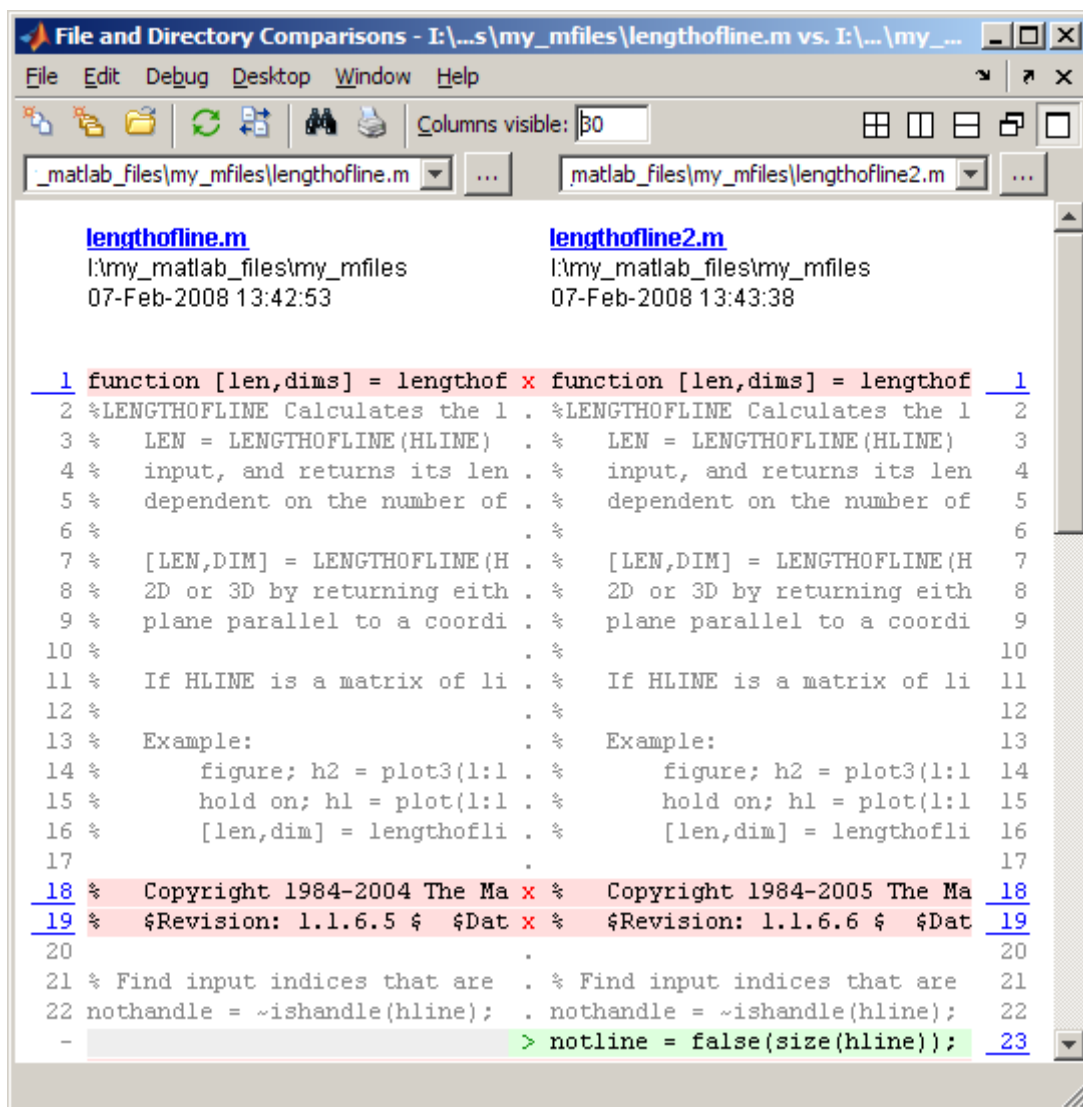 File and Directory Comparisons - I:\...s\my_mfiles\lengthofline.m vs. I:\...\my_...
File Edit Debug Desktop Window Help
Columns visible: 30
_matlab_files\my_mfiles\lengthofline.m ... matlab_files\my_mfiles\lengthofline2.m ...
lengthofline.m lengthofline2.m
I:\my_matlab_files\my_mfiles I:\my_matlab_files\my_mfiles
07-Feb-2008 13:42:53 07-Feb-2008 13:43:38
1 function [len,dims] = lengthof x function [len,dims] = lengthof 1
2 %LENGTHOFLINE Calculates the l . %LENGTHOFLINE Calculates the l 2
3 %   LEN = LENGTHOFLINE(HLINE)  . %   LEN = LENGTHOFLINE(HLINE) 3
4 %   input, and returns its len . %   input, and returns its len 4
5 %   dependent on the number of . %   dependent on the number of 5
6 % . % 6
7 %   [LEN,DIM] = LENGTHOFLINE(H . %   [LEN,DIM] = LENGTHOFLINE(H 7
8 %   2D or 3D by returning eith . %   2D or 3D by returning eith 8
9 %   plane parallel to a coordi . %   plane parallel to a coordi 9
10 % . % 10
11 %   If HLINE is a matrix of li . %   If HLINE is a matrix of li 11
12 % . % 12
13 %   Example: . %   Example: 13
14 %       figure; h2 = plot3(1:1 . %       figure; h2 = plot3(1:1 14
15 %       hold on; h1 = plot(1:1 . %       hold on; h1 = plot(1:1 15
16 %       [len,dim] = lengthofli . %       [len,dim] = lengthofli 16
17 . 17
18 %   Copyright 1984-2004 The Ma x %   Copyright 1984-2005 The Ma 18
19 %   $Revision: 1.1.6.5 $  $Dat x %   $Revision: 1.1.6.6 $  $Dat 19
20 . 20
21 % Find input indices that are  . % Find input indices that are 21
22 nothandle = ~ishandle(hline);  . nothandle = ~ishandle(hline); 22
- > notline = false(size(hline)); 23